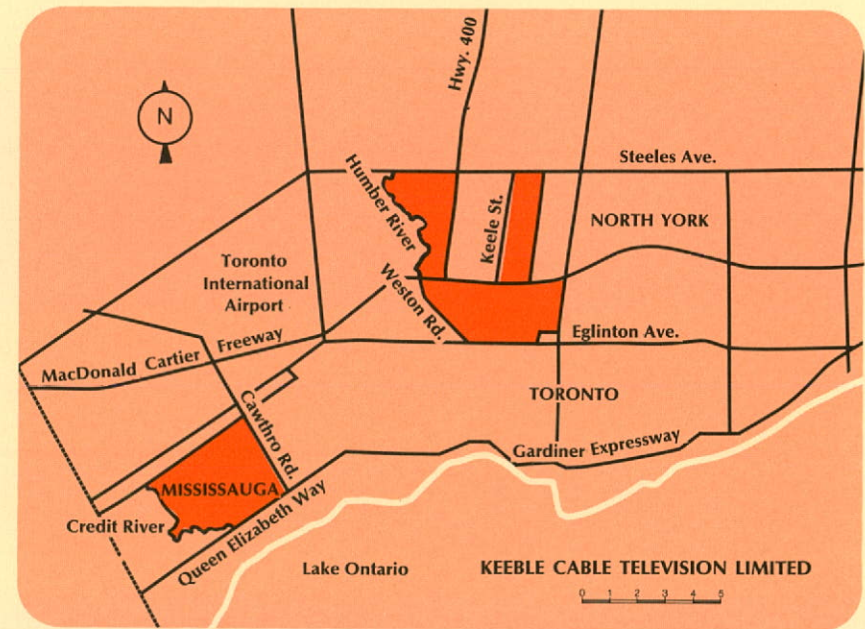 N
Hwy. 400
Steeles Ave.
Humber River
Keele St.
NORTH YORK
Toronto
International
Airport
Weston Rd.
Eglinton Ave.
MacDonald Cartier Freeway
TORONTO
Cawthro Rd.
Gardiner Expressway
MISSISSAUGA
Credit River
Queen Elizabeth Way
Lake Ontario
KEEBLE CABLE TELEVISION LIMITED
0 1 2 3 4 5